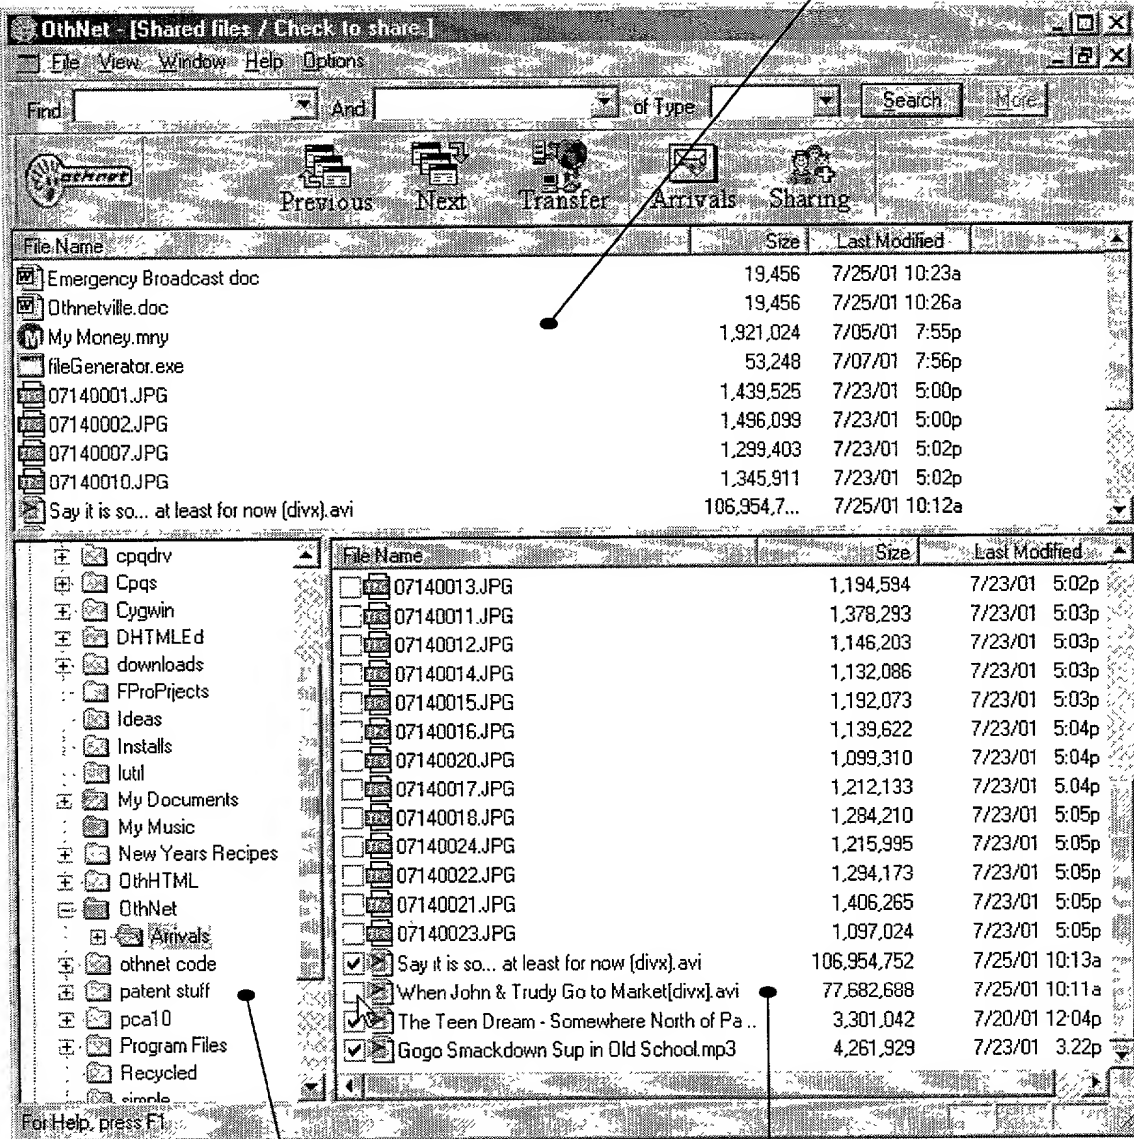 OthNet - [Shared files / Check to share.]
File View Window Help Options
Find And of Type Search More
othnet Previous Next Transfer Arrivals Sharing
File Name Size Last Modified
Emergency Broadcast doc 19,456 7/25/01 10:23a
Othnetville.doc 19,456 7/25/01 10:26a
My Money.mny 1,921,024 7/05/01 7:55p
fileGenerator.exe 53,248 7/07/01 7:56p
07140001.JPG 1,439,525 7/23/01 5:00p
07140002.JPG 1,496,099 7/23/01 5:00p
07140007.JPG 1,299,403 7/23/01 5:02p
07140010.JPG 1,345,911 7/23/01 5:02p
Say it is so... at least for now (divx).avi 106,954,7... 7/25/01 10:12a
cpqdrv
Cpqs
Cygwin
DHTMLEd
downloads
FProPrjects
Ideas
Installs
lutil
My Documents
My Music
New Years Recipes
OthHTML
OthNet
Arrivals
othnet code
patent stuff
pca10
Program Files
Recycled
simple
File Name Size Last Modified
07140013.JPG 1,194,594 7/23/01 5:02p
07140011.JPG 1,378,293 7/23/01 5:03p
07140012.JPG 1,146,203 7/23/01 5:03p
07140014.JPG 1,132,086 7/23/01 5:03p
07140015.JPG 1,192,073 7/23/01 5:03p
07140016.JPG 1,139,622 7/23/01 5:04p
07140020.JPG 1,099,310 7/23/01 5:04p
07140017.JPG 1,212,133 7/23/01 5.04p
07140018.JPG 1,284,210 7/23/01 5:05p
07140024.JPG 1,215,995 7/23/01 5:05p
07140022.JPG 1,294,173 7/23/01 5:05p
07140021.JPG 1,406,265 7/23/01 5:05p
07140023.JPG 1,097,024 7/23/01 5:05p
Say it is so... at least for now (divx).avi 106,954,752 7/25/01 10:13a
When John & Trudy Go to Market[divx].avi 77,682,688 7/25/01 10:11a
The Teen Dream - Somewhere North of Pa .. 3,301,042 7/20/01 12:04p
Gogo Smackdown Sup in Old School.mp3 4,261,929 7/23/01 3.22p
For Help, press F1